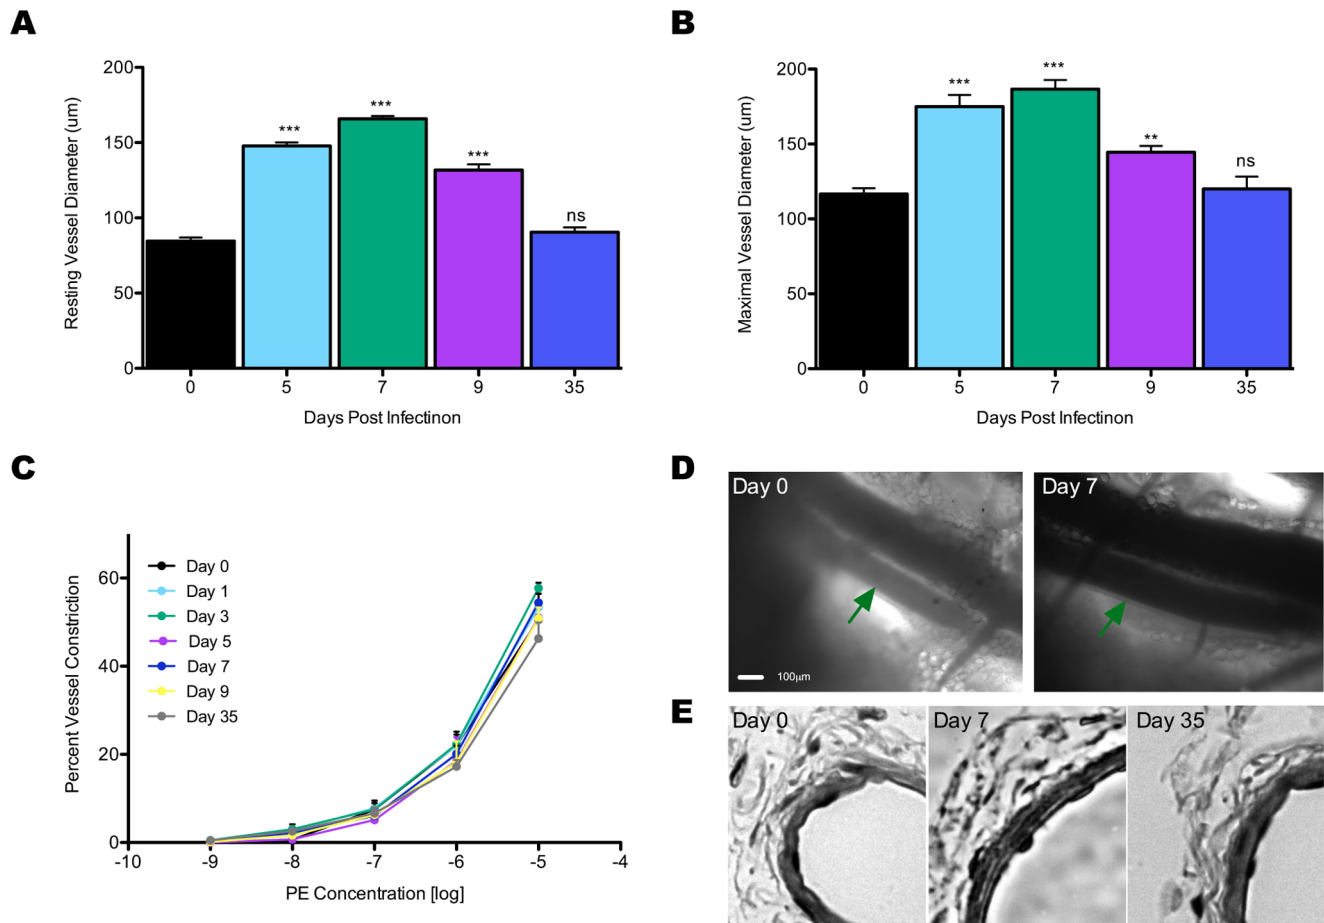 A
Resting Vessel Diameter (um)
200
150
100
50
0
***
***
***
ns
0 5 7 9 35
Days Post Infectinon
B
Maximal Vessel Diameter (um)
200
150
100
50
0
***
***
**
ns
0 5 7 9 35
Days Post Infectinon
C
Percent Vessel Constriction
60
40
20
0
Day 0
Day 1
Day 3
Day 5
Day 7
Day 9
Day 35
-10 -9 -8 -7 -6 -5 -4
PE Concentration [log]
D
Day 0
100μm
Day 7
E
Day 0
Day 7
Day 35